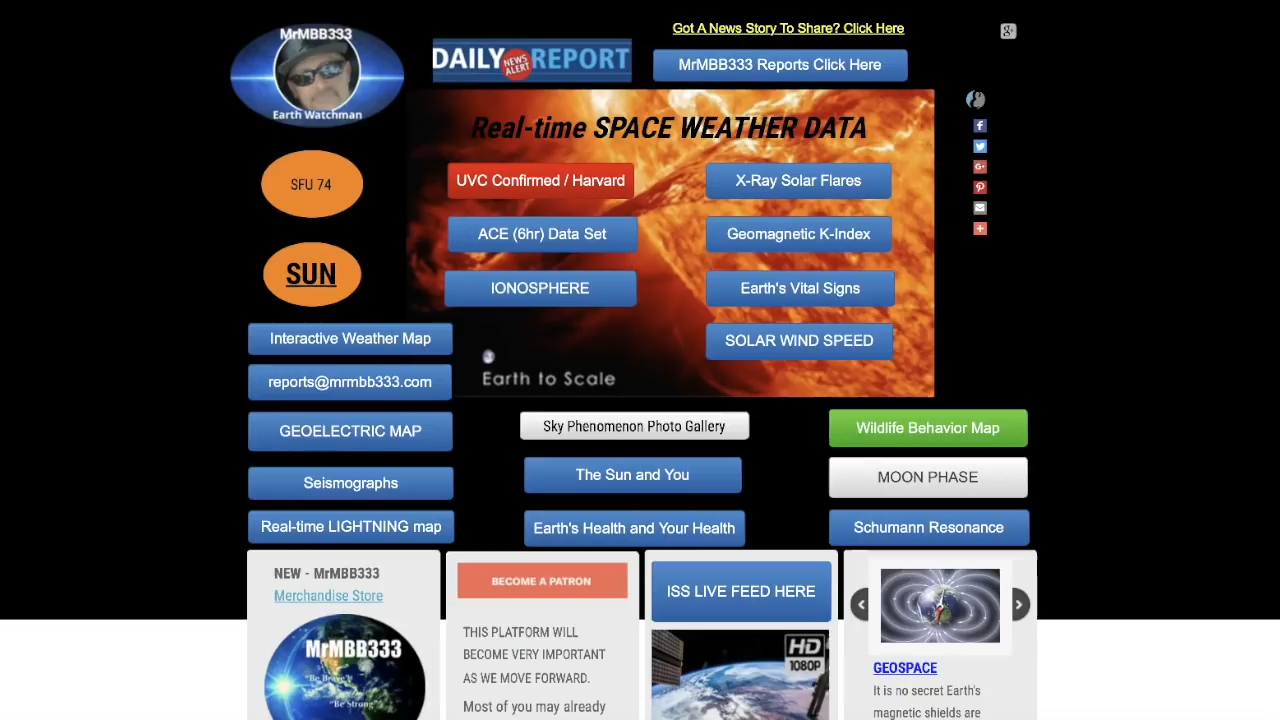 MrMBB333
Earth Watchman
DAILY NEWS ALERT REPORT
Got A News Story To Share? Click Here
MrMBB333 Reports Click Here
Real-time SPACE WEATHER DATA
SFU 74
UVC Confirmed / Harvard
X-Ray Solar Flares
ACE (6hr) Data Set
Geomagnetic K-Index
SUN
IONOSPHERE
Earth's Vital Signs
SOLAR WIND SPEED
Earth to Scale
Interactive Weather Map
reports@mrmbb333.com
GEOELECTRIC MAP
Seismographs
Real-time LIGHTNING map
Sky Phenomenon Photo Gallery
The Sun and You
Earth's Health and Your Health
Wildlife Behavior Map
MOON PHASE
Schumann Resonance
NEW - MrMBB333
Merchandise Store
MrMBB333
"Be Brave"
"Be Strong"
BECOME A PATRON
THIS PLATFORM WILL
BECOME VERY IMPORTANT
AS WE MOVE FORWARD.
Most of you may already
ISS LIVE FEED HERE
HD
1080P
GEOSPACE
It is no secret Earth's
magnetic shields are